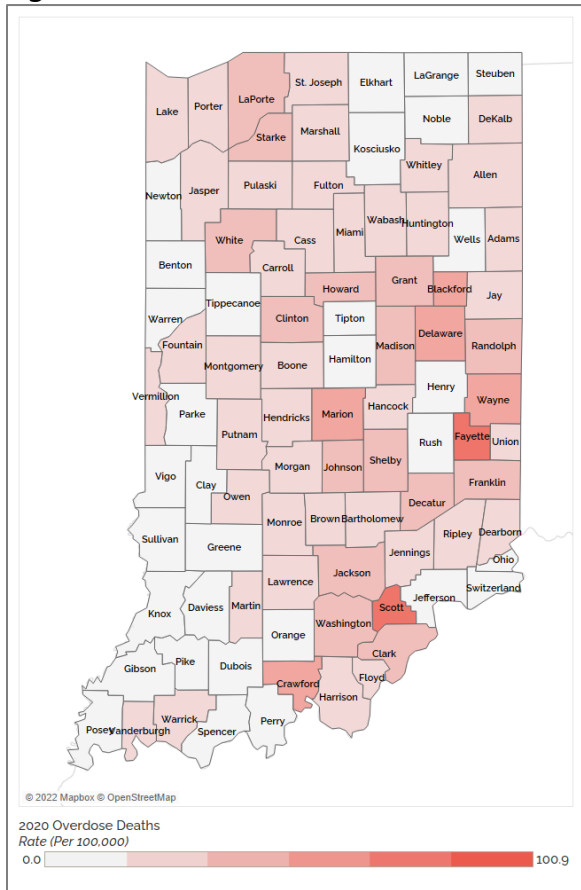 St. Joseph
Elkhart
LaGrange
Steuben
Lake
Porter
LaPorte
Noble
DeKalb
Starke
Marshall
Kosciusko
Whitley
Allen
Newton
Jasper
Pulaski
Fulton
Wabash
Huntington
White
Cass
Miami
Wells
Adams
Benton
Carroll
Grant
Blackford
Howard
Jay
Tippecanoe
Warren
Clinton
Tipton
Madison
Delaware
Randolph
Fountain
Montgomery
Boone
Hamilton
Henry
Vermillion
Parke
Hendricks
Marion
Hancock
Wayne
Putnam
Rush
Fayette
Union
Morgan
Johnson
Shelby
Vigo
Clay
Franklin
Owen
Decatur
Monroe
Brown
Bartholomew
Dearborn
Ripley
Sullivan
Greene
Jennings
Ohio
Lawrence
Jackson
Switzerland
Jefferson
Knox
Daviess
Martin
Scott
Orange
Washington
Clark
Gibson
Pike
Dubois
Floyd
Crawford
Harrison
Warrick
Perry
Posey
Vanderburgh
Spencer
© 2022 Mapbox © OpenStreetMap
2020 Overdose Deaths
Rate (Per 100,000)
0.0
100.9